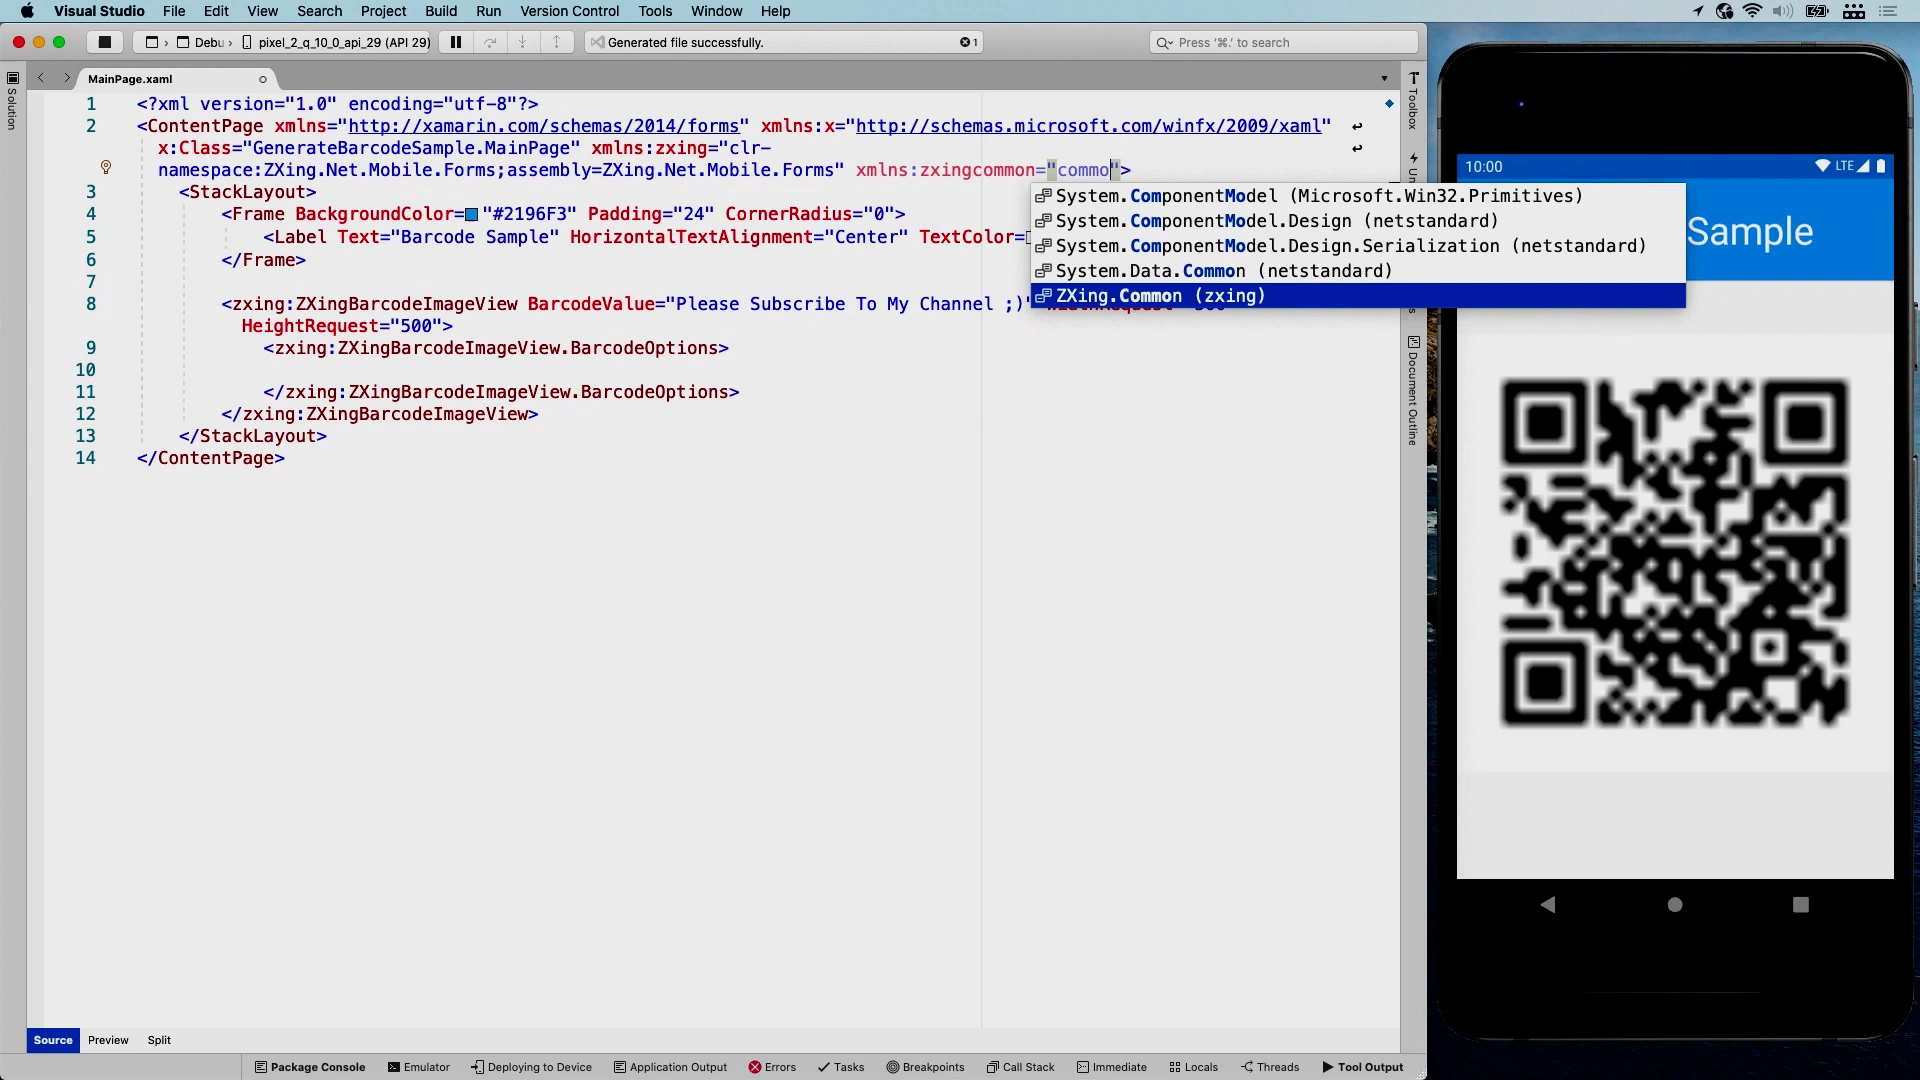 Visual Studio File Edit View Search Project Build Run Version Control Tools Window Help
Debu pixel_2_q_10_0_api_29 (API 29) Generated file successfully. 1 Press '⌘.' to search
MainPage.xaml
Solution
Toolbox
Un
Document Outline
1 <?xml version="1.0" encoding="utf-8"?>
2 <ContentPage xmlns="http://xamarin.com/schemas/2014/forms" xmlns:x="http://schemas.microsoft.com/winfx/2009/xaml"
x:Class="GenerateBarcodeSample.MainPage" xmlns:zxing="clr-
namespace:ZXing.Net.Mobile.Forms;assembly=ZXing.Net.Mobile.Forms" xmlns:zxingcommon="commo">
3 <StackLayout>
4 <Frame BackgroundColor="#2196F3" Padding="24" CornerRadius="0">
5 <Label Text="Barcode Sample" HorizontalTextAlignment="Center" TextColor=
6 </Frame>
7
8 <zxing:ZXingBarcodeImageView BarcodeValue="Please Subscribe To My Channel ;)"
HeightRequest="500">
9 <zxing:ZXingBarcodeImageView.BarcodeOptions>
10
11 </zxing:ZXingBarcodeImageView.BarcodeOptions>
12 </zxing:ZXingBarcodeImageView>
13 </StackLayout>
14 </ContentPage>
System.ComponentModel (Microsoft.Win32.Primitives)
System.ComponentModel.Design (netstandard)
System.ComponentModel.Design.Serialization (netstandard)
System.Data.Common (netstandard)
ZXing.Common (zxing)
10:00 LTE
Sample
Source Preview Split
Package Console Emulator Deploying to Device Application Output Errors Tasks Breakpoints Call Stack Immediate Locals Threads Tool Output